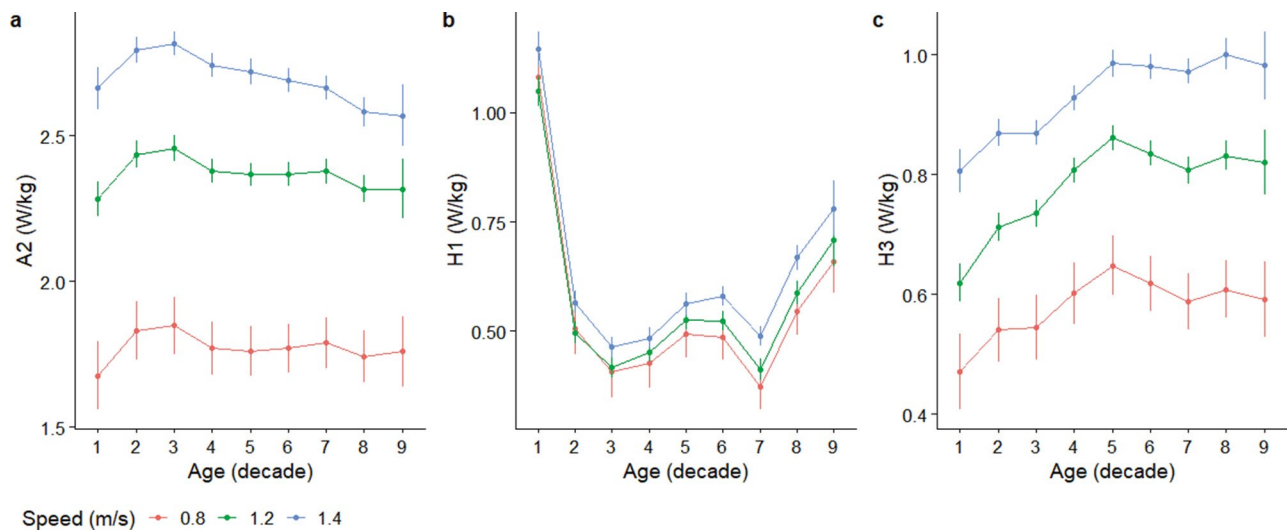 a
A2 (W/kg)
2.5
2.0
1.5
1 2 3 4 5 6 7 8 9
Age (decade)
b
H1 (W/kg)
1.00
0.75
0.50
1 2 3 4 5 6 7 8 9
Age (decade)
c
H3 (W/kg)
1.0
0.8
0.6
0.4
1 2 3 4 5 6 7 8 9
Age (decade)
Speed (m/s) 0.8 1.2 1.4